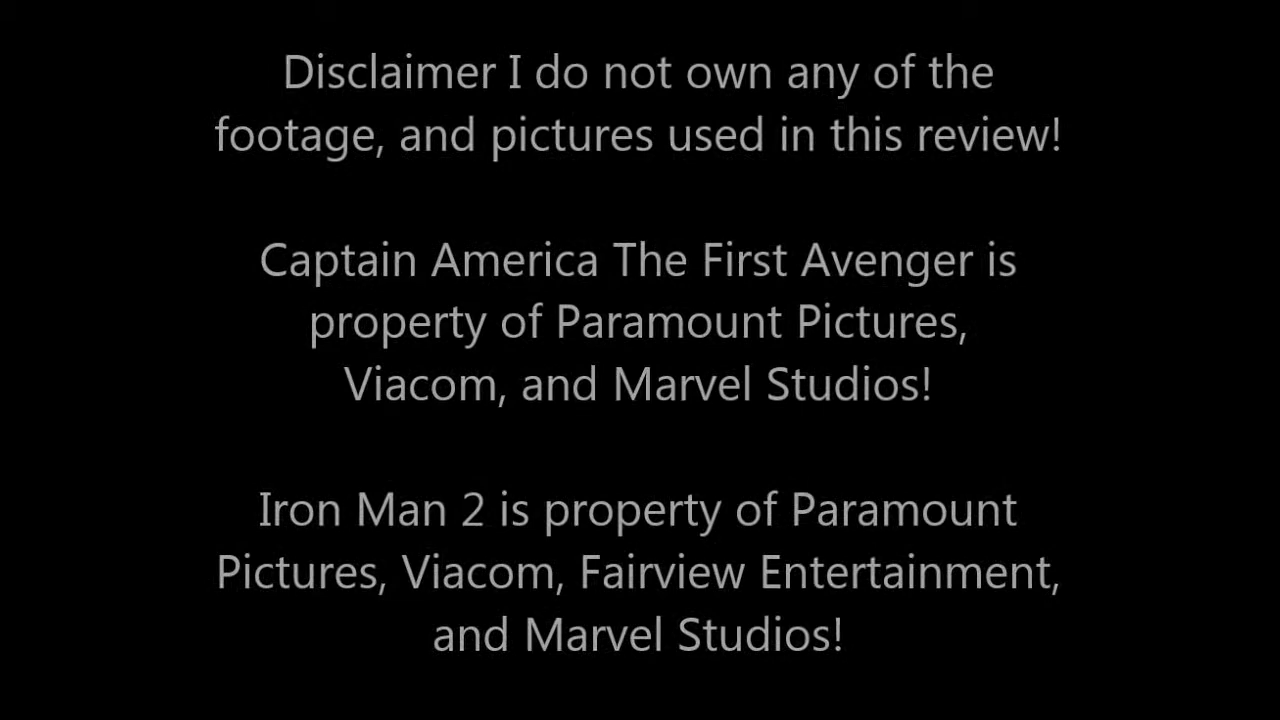 Disclaimer I do not own any of the
footage, and pictures used in this review!
Captain America The First Avenger is
property of Paramount Pictures,
Viacom, and Marvel Studios!
Iron Man 2 is property of Paramount
Pictures, Viacom, Fairview Entertainment,
and Marvel Studios!